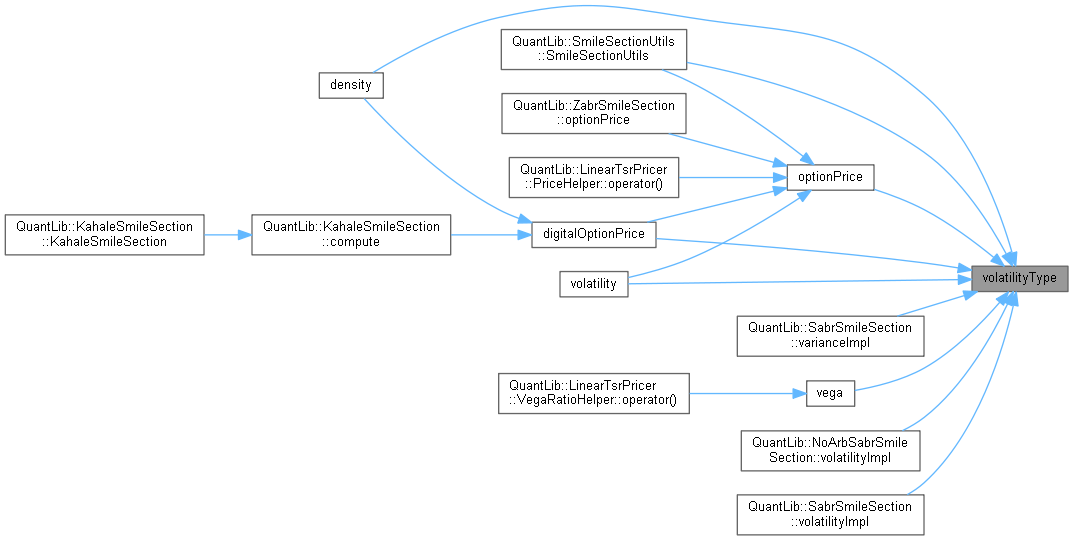 QuantLib::SmileSectionUtils
::SmileSectionUtils
density
QuantLib::ZabrSmileSection
::optionPrice
QuantLib::LinearTsrPricer
::PriceHelper::operator()
optionPrice
QuantLib::KahaleSmileSection
::KahaleSmileSection
QuantLib::KahaleSmileSection
::compute
digitalOptionPrice
volatility
volatilityType
QuantLib::SabrSmileSection
::varianceImpl
QuantLib::LinearTsrPricer
::VegaRatioHelper::operator()
vega
QuantLib::NoArbSabrSmile
Section::volatilityImpl
QuantLib::SabrSmileSection
::volatilityImpl